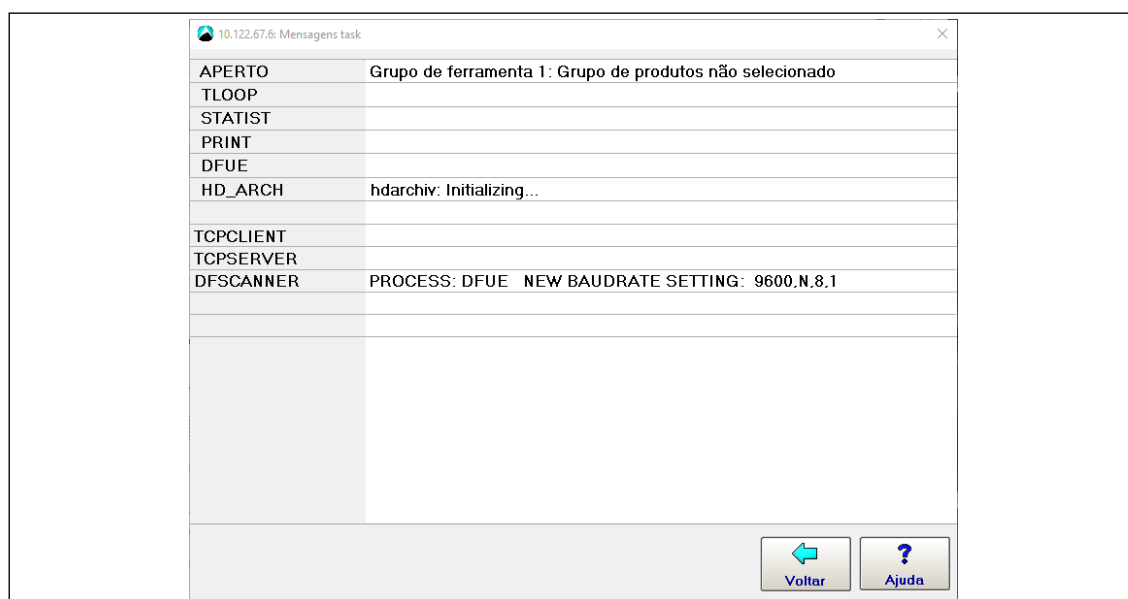 10.122.67.6: Mensagens task
APERTO Grupo de ferramenta 1: Grupo de produtos não selecionado
TLOOP
STATIST
PRINT
DFUE
HD_ARCH hdarchiv: Initializing...
TCPCLIENT
TCPSERVER
DFSCANNER PROCESS: DFUE NEW BAUDRATE SETTING: 9600,N,8,1
Voltar
Ajuda